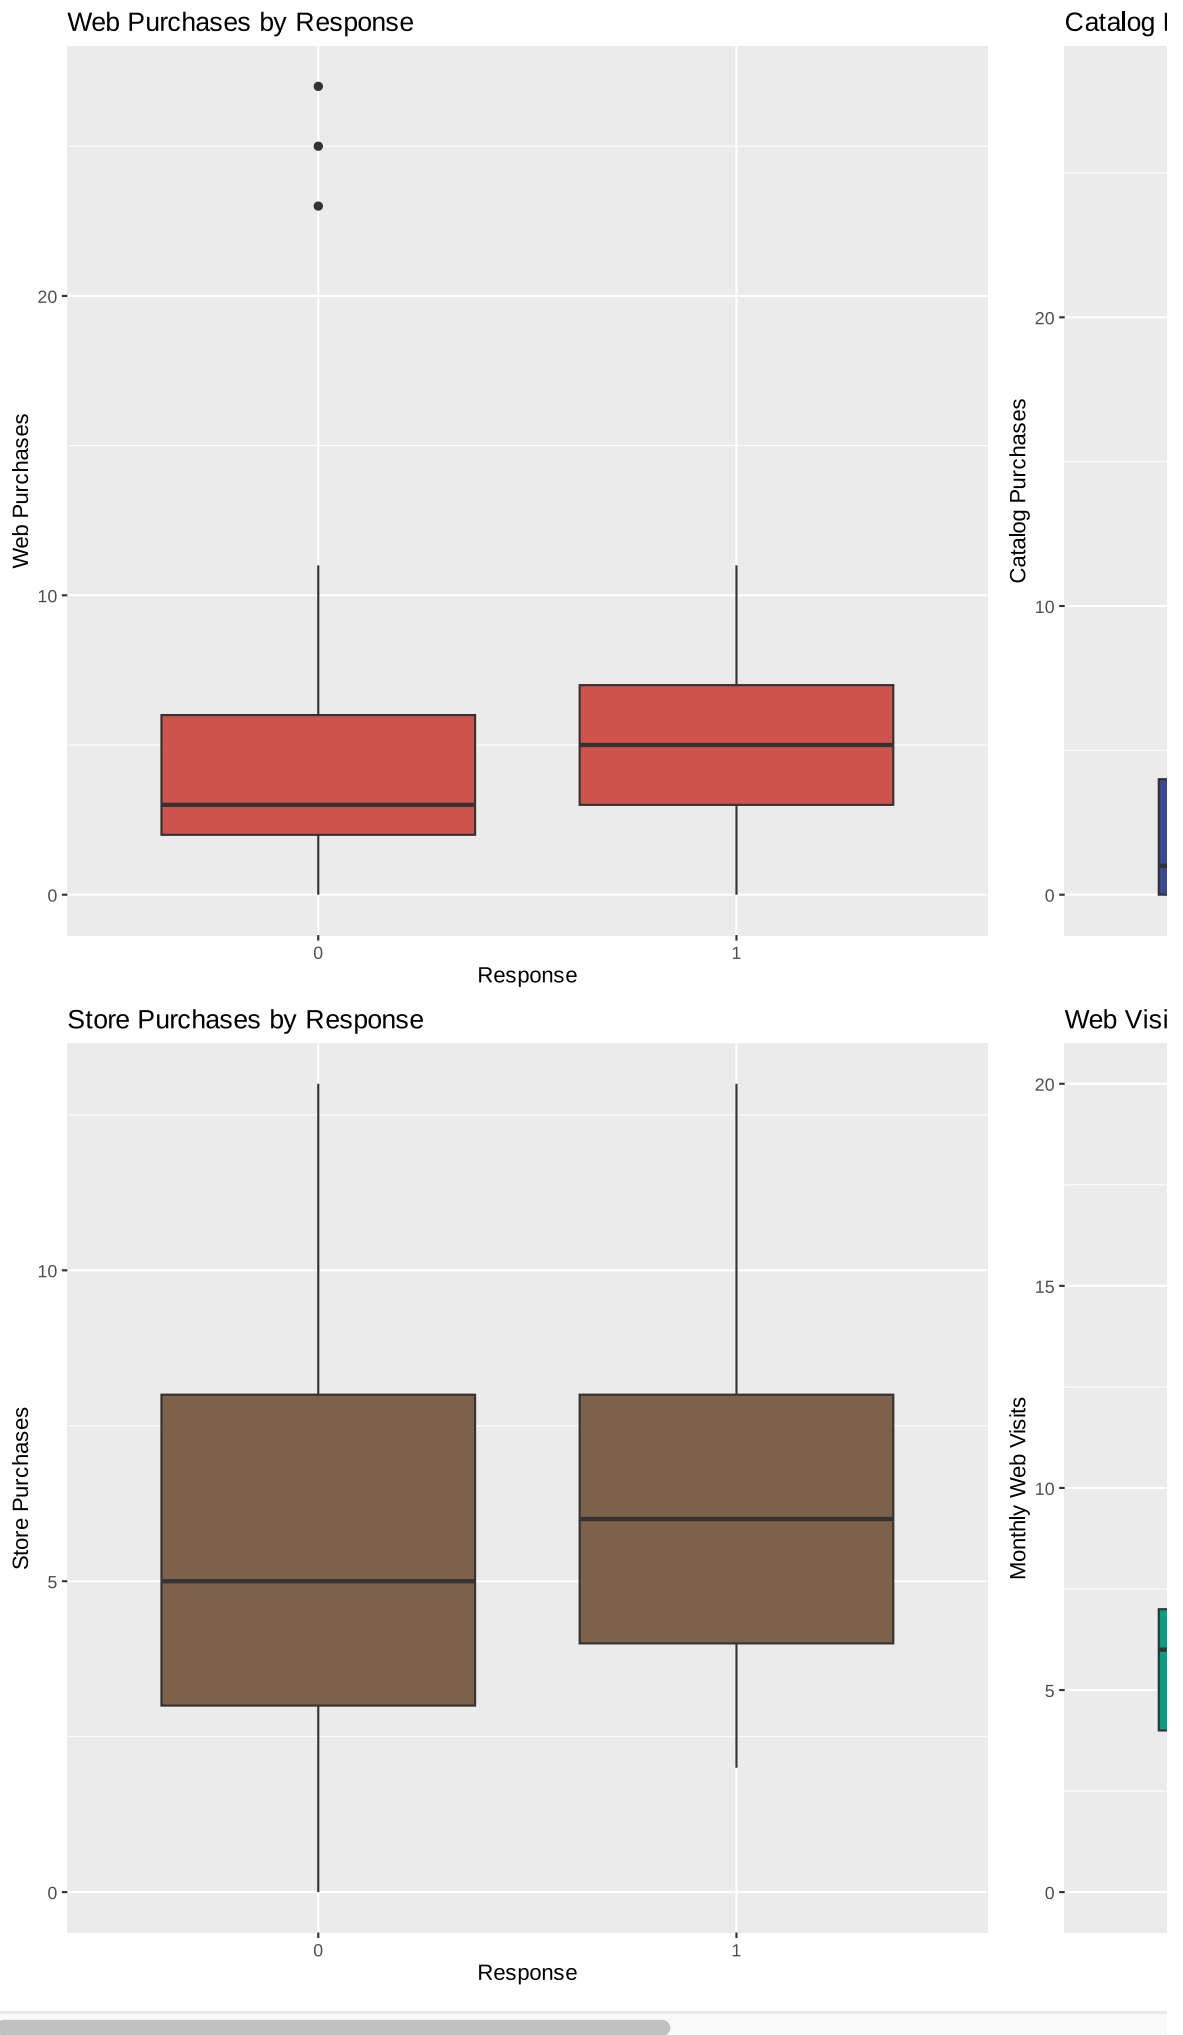 Web Purchases by Response
Web Purchases
20
10
0
0
1
Response
Catalog
Catalog Purchases
20
10
0
Store Purchases by Response
Store Purchases
10
5
0
0
1
Response
Web Visi
Monthly Web Visits
20
15
10
5
0